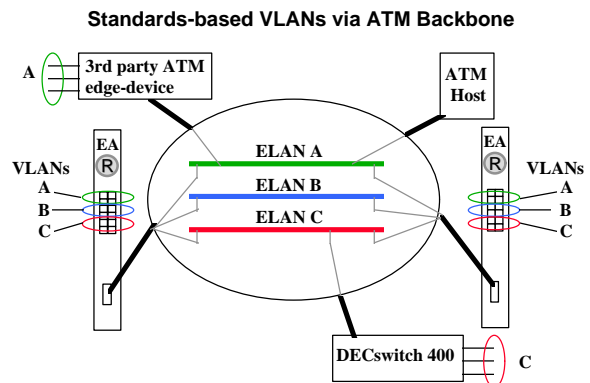 Standards-based VLANs via ATM Backbone
A
3rd party ATM
edge-device
ATM
Host
EA
R
VLANs
A
B
C
ELAN A
ELAN B
ELAN C
EA
R
VLANs
A
B
C
DECswitch 400
C